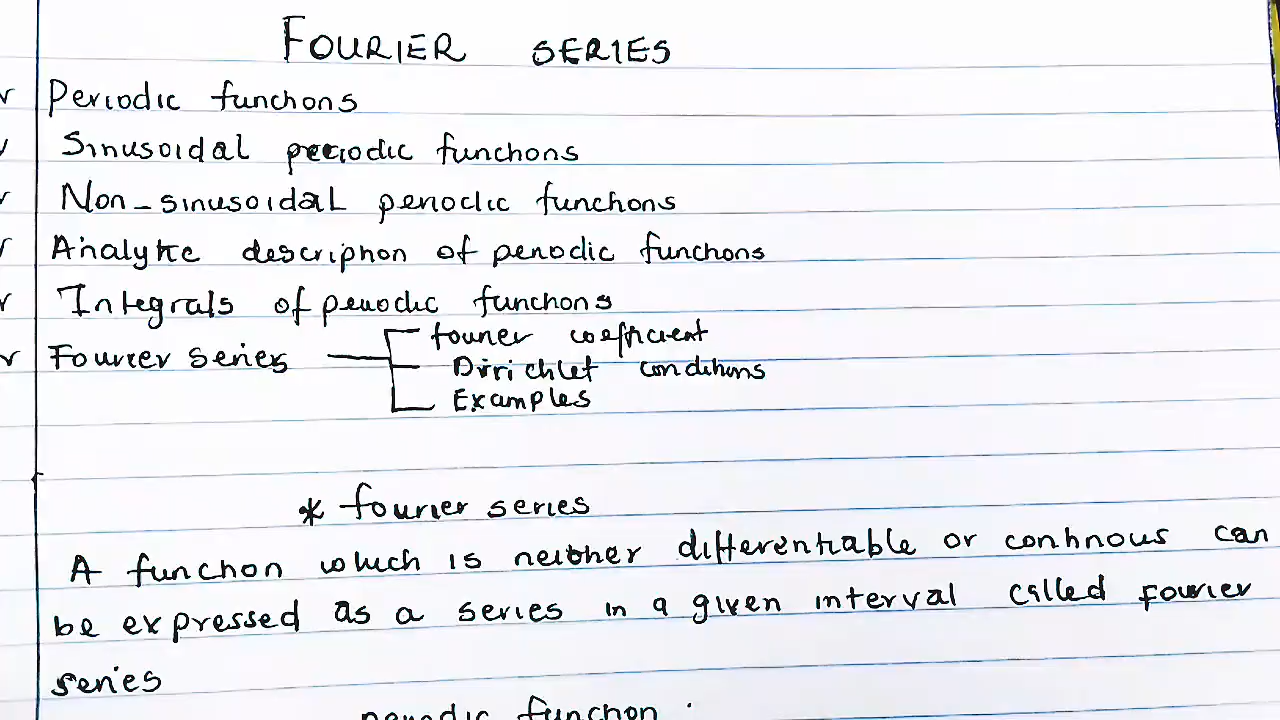 FOURIER SERIES
Periodic functions
Sinusoidal periodic functions
Non-sinusoidal periodic functions
Analytic description of periodic functions
Integrals of periodic functions
fourier coefficient
Fourier series
Dirichlet conditions
Examples
* fourier series
A function which is neither differentiable or continous can
be expressed as a series in a given interval called fourier
series
periodic function :